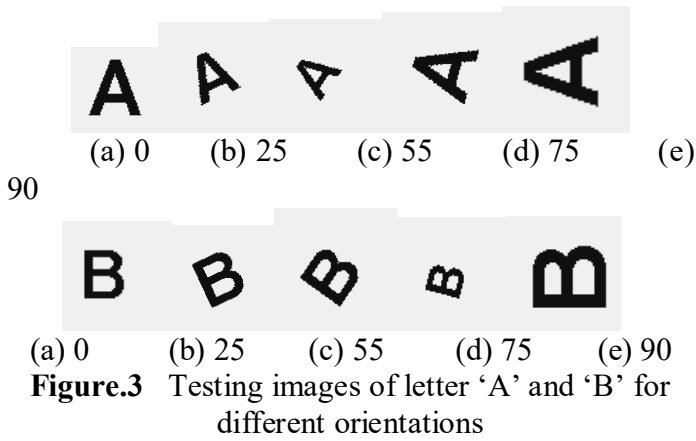 A A A A A
(a) 0 (b) 25 (c) 55 (d) 75 (e)
90
B B B B B
(a) 0 (b) 25 (c) 55 (d) 75 (e) 90
Figure.3 Testing images of letter ‘A’ and ‘B’ for
different orientations